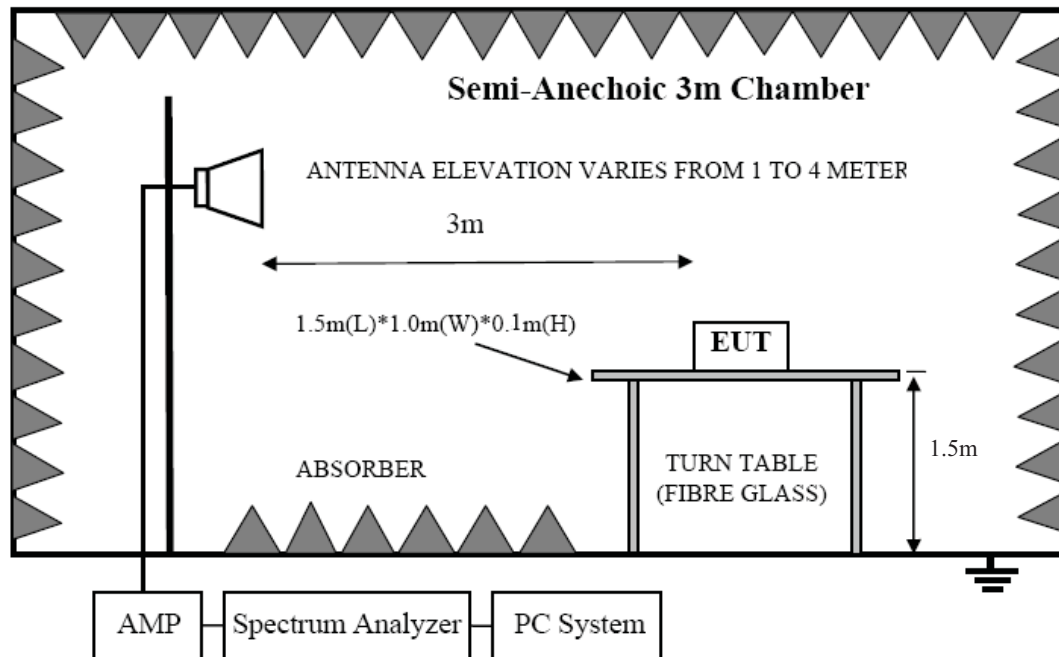 Semi-Anechoic 3m Chamber
ANTENNA ELEVATION VARIES FROM 1 TO 4 METER
3m
1.5m(L)*1.0m(W)*0.1m(H)
EUT
1.5m
ABSORBER
TURN TABLE
(FIBRE GLASS)
AMP
Spectrum Analyzer
PC System